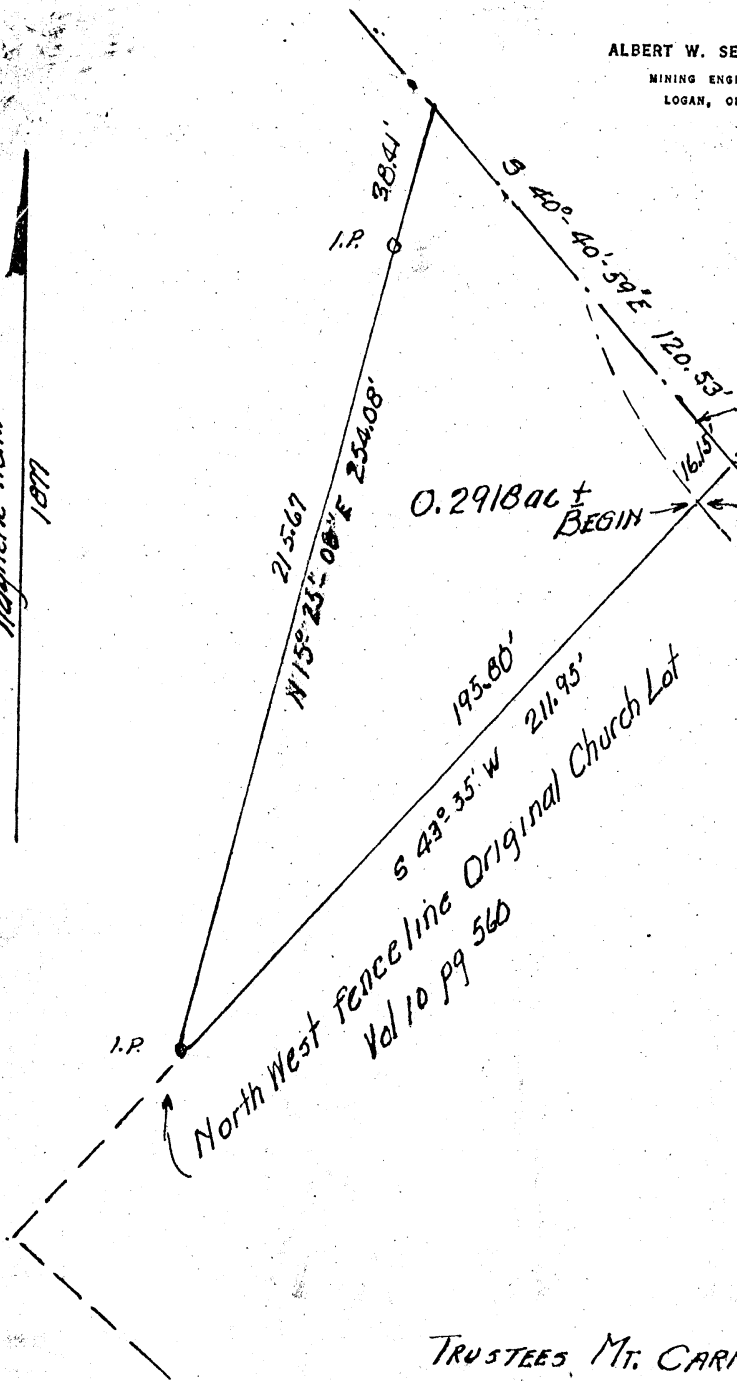 ALBERT W. SE
MINING ENGI
LOGAN, O
38.41'
I.P.
S 40°-40'-59"E 120.53'
16.15'
0.2918 ac ±
BEGIN
215.67
N 15°-25'-08"E 254.08'
1877
195.80'
S 43°-35' W 211.95'
North West fence line Original Church Lot
Vol 10 pg 560
I.P.
TRUSTEES MT. CARM